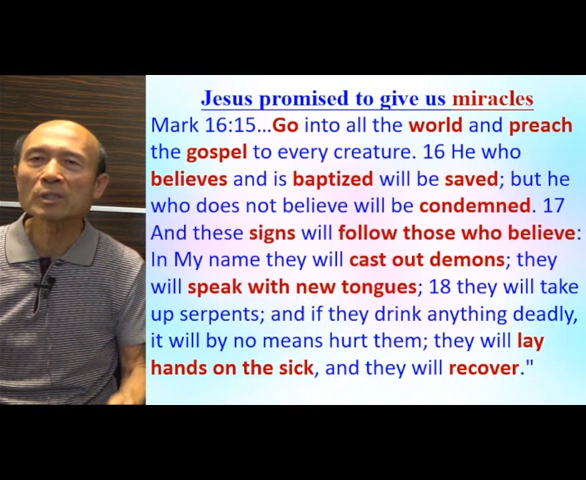 Jesus promised to give us miracles
Mark 16:15…Go into all the world and preach
the gospel to every creature. 16 He who
believes and is baptized will be saved; but he
who does not believe will be condemned. 17
And these signs will follow those who believe:
In My name they will cast out demons; they
will speak with new tongues; 18 they will take
up serpents; and if they drink anything deadly,
it will by no means hurt them; they will lay
hands on the sick, and they will recover."